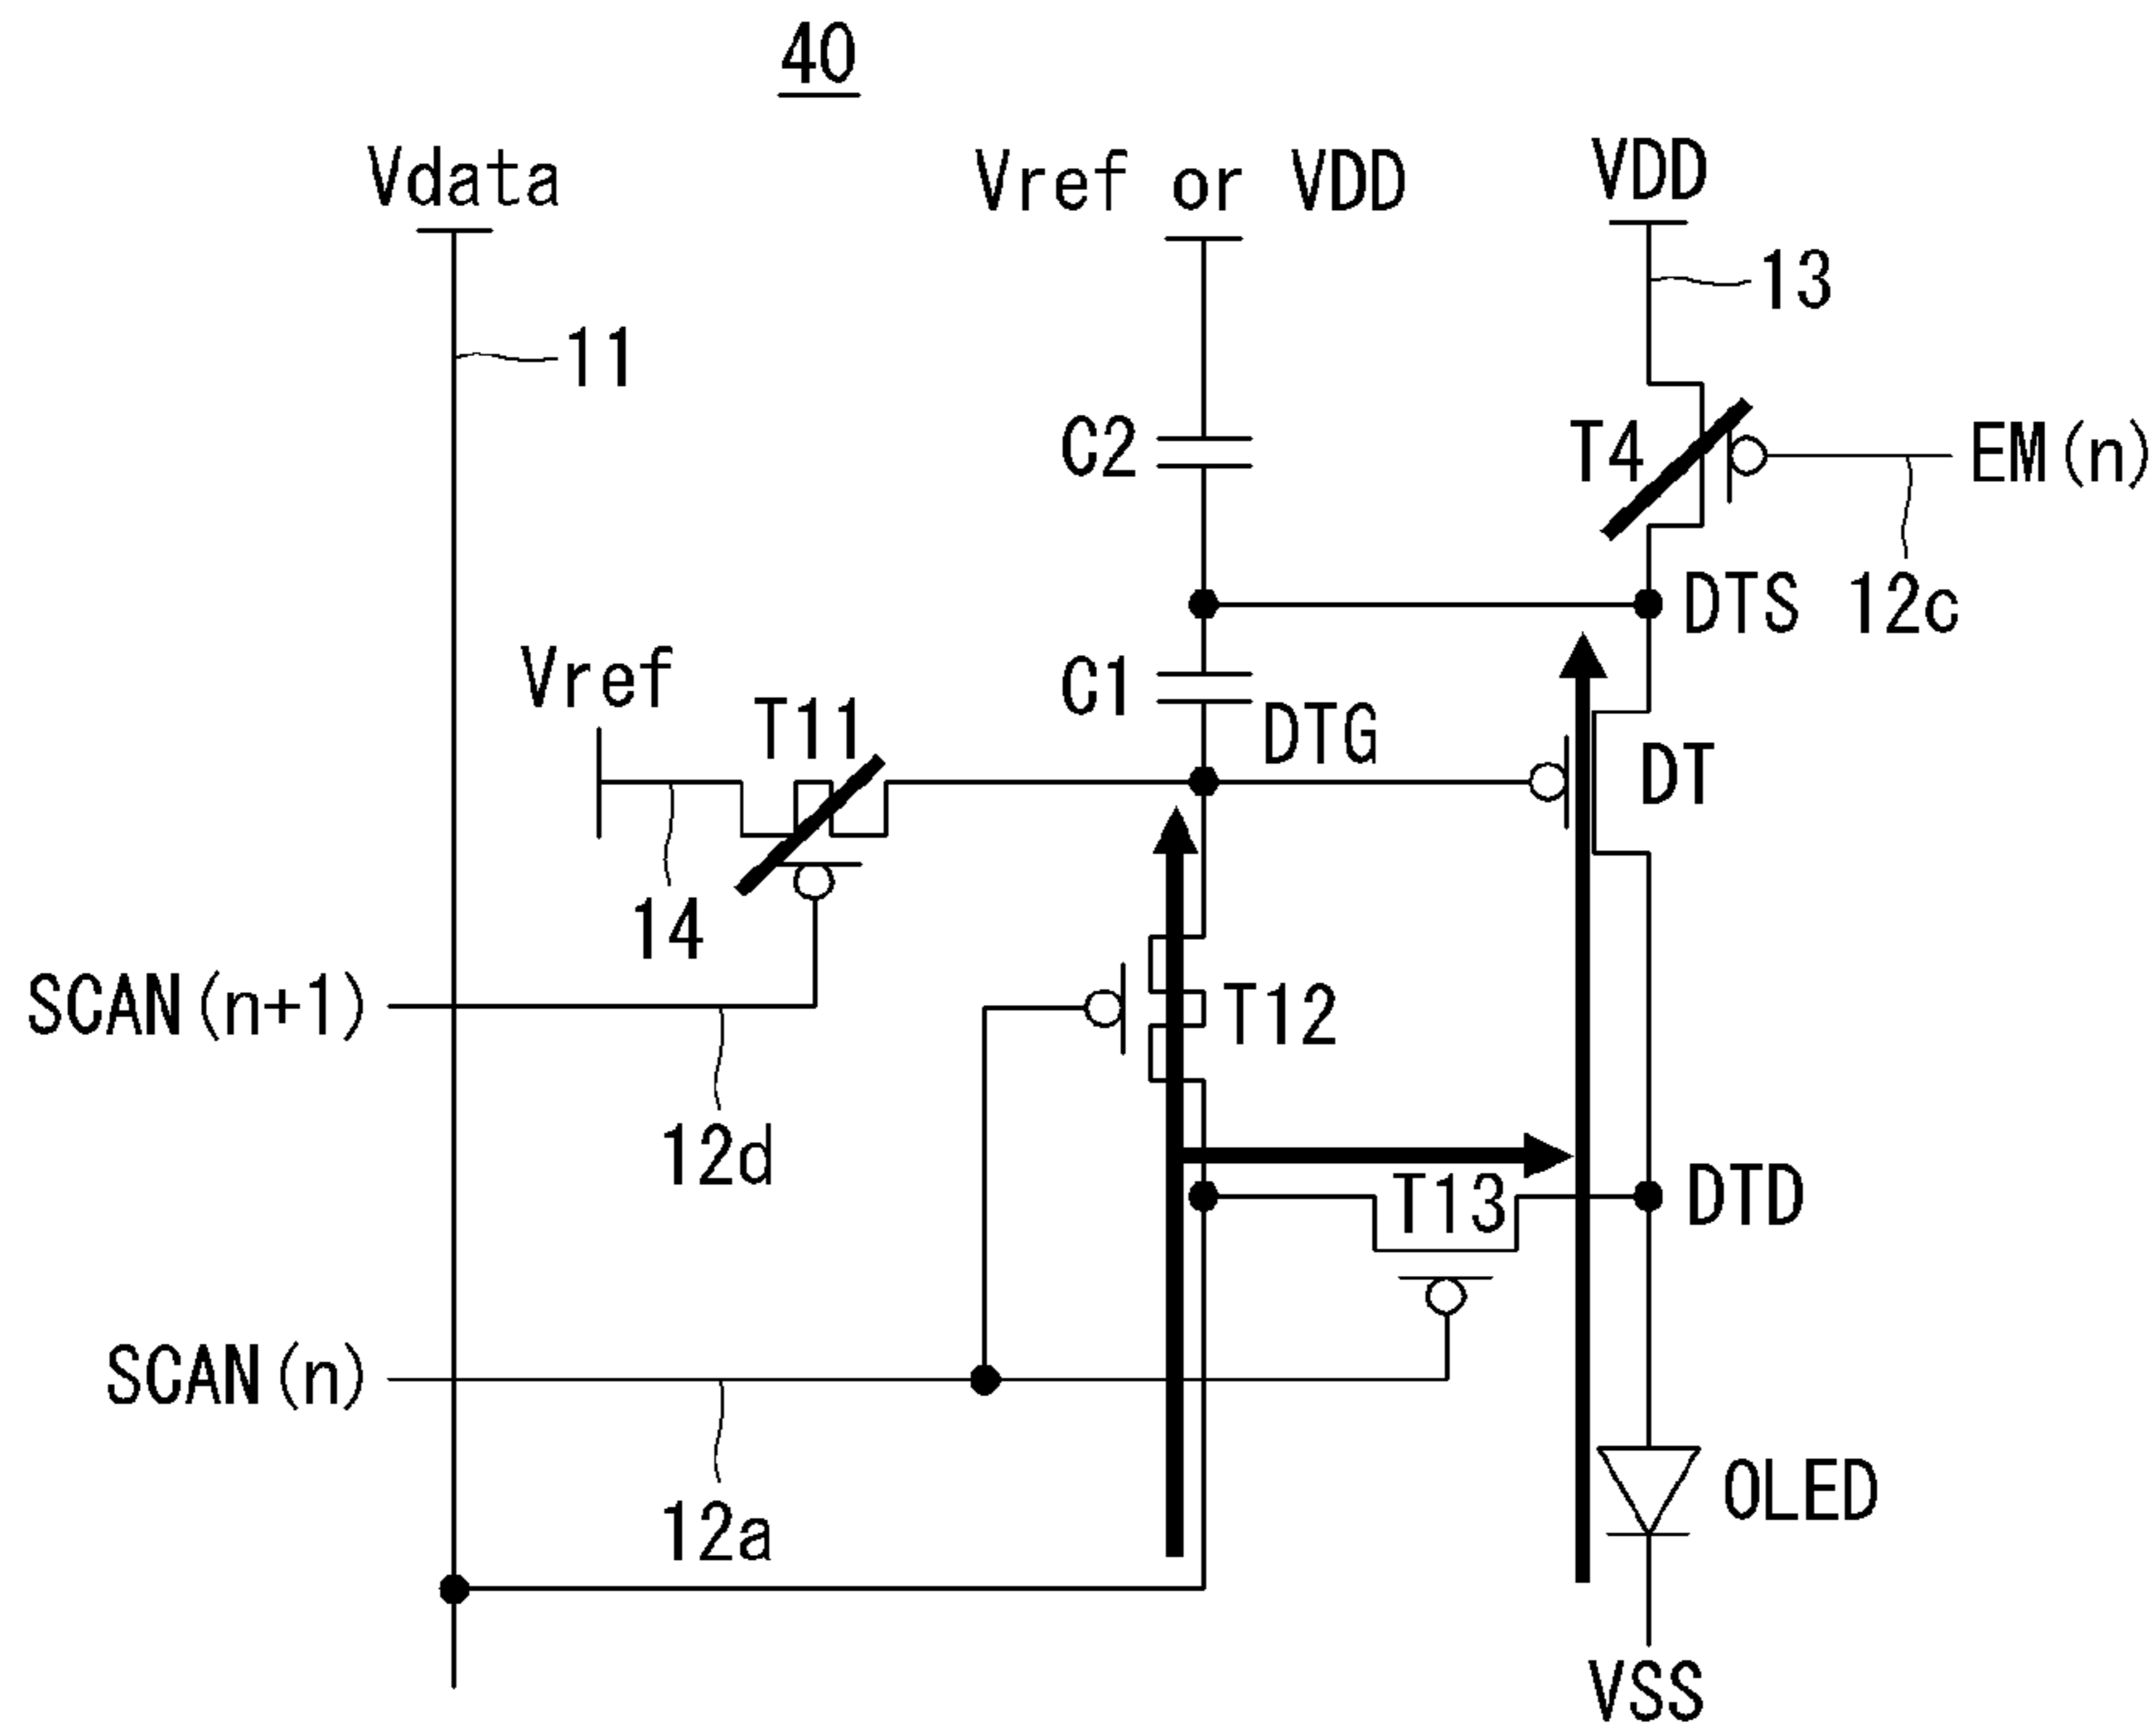 40
Vdata
Vref or VDD
VDD
13
11
C2
T4
EM(n)
DTS
12c
Vref
T11
C1
DTG
DT
14
SCAN(n+1)
T12
12d
T13
DTD
SCAN(n)
12a
OLED
VSS